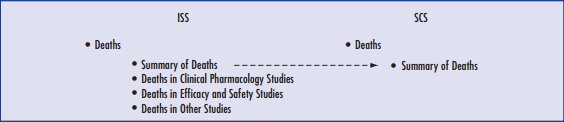 ISS SCS
• Deaths • Deaths
• Summary of Deaths • Summary of Deaths
• Deaths in Clinical Pharmacology Studies
• Deaths in Efficacy and Safety Studies
• Deaths in Other Studies